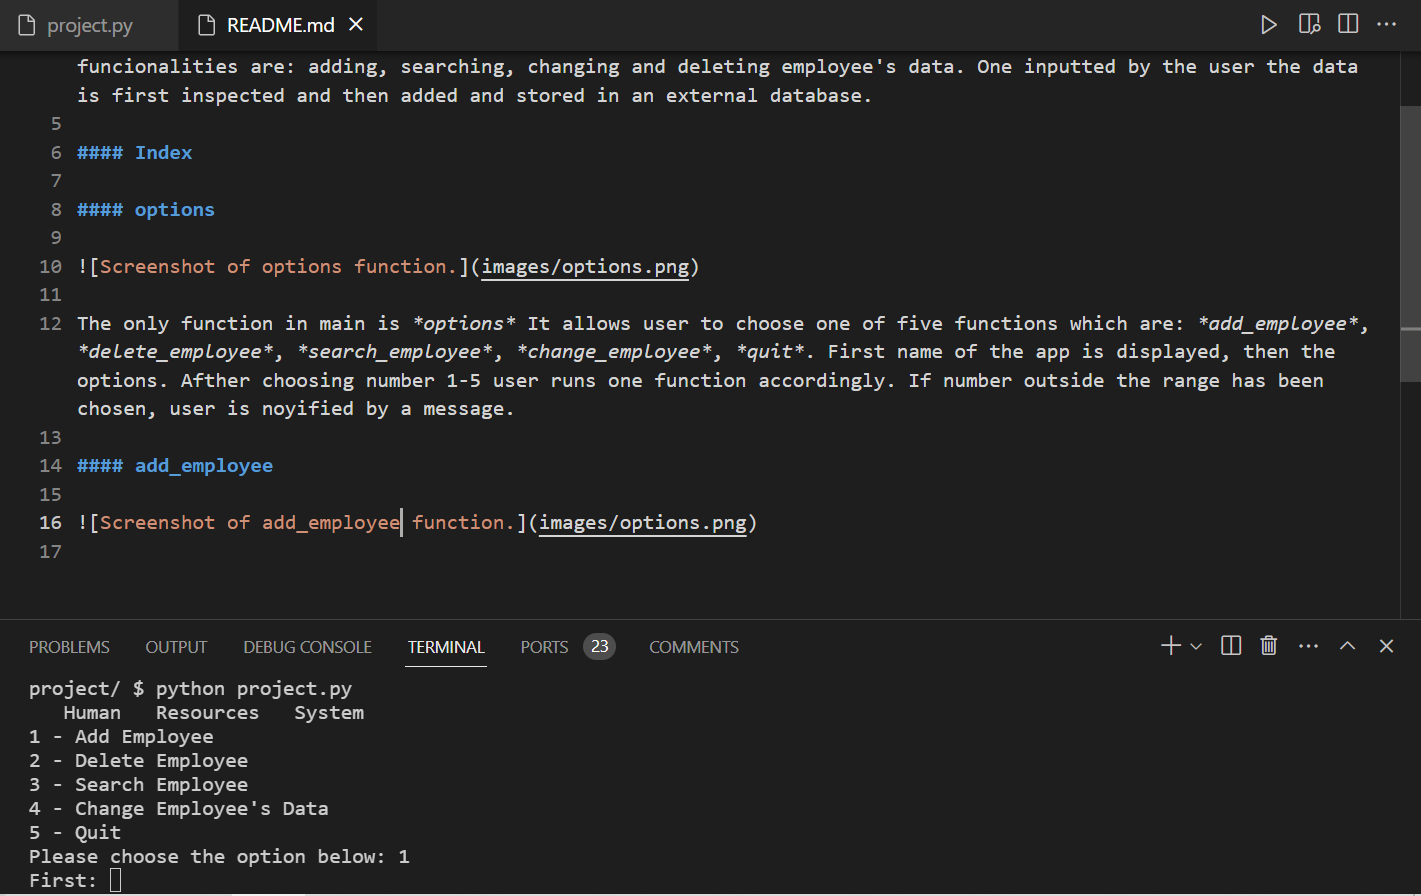 project.py README.md
funcionalities are: adding, searching, changing and deleting employee's data. One inputted by the user the data
is first inspected and then added and stored in an external database.
5
6 #### Index
7
8 #### options
9
10 ![Screenshot of options function.](images/options.png)
11
12 The only function in main is *options* It allows user to choose one of five functions which are: *add_employee*,
*delete_employee*, *search_employee*, *change_employee*, *quit*. First name of the app is displayed, then the
options. Afther choosing number 1-5 user runs one function accordingly. If number outside the range has been
chosen, user is noyified by a message.
13
14 #### add_employee
15
16 ![Screenshot of add_employee function.](images/options.png)
17
PROBLEMS OUTPUT DEBUG CONSOLE TERMINAL PORTS 23 COMMENTS
project/ $ python project.py
Human Resources System
1 - Add Employee
2 - Delete Employee
3 - Search Employee
4 - Change Employee's Data
5 - Quit
Please choose the option below: 1
First: